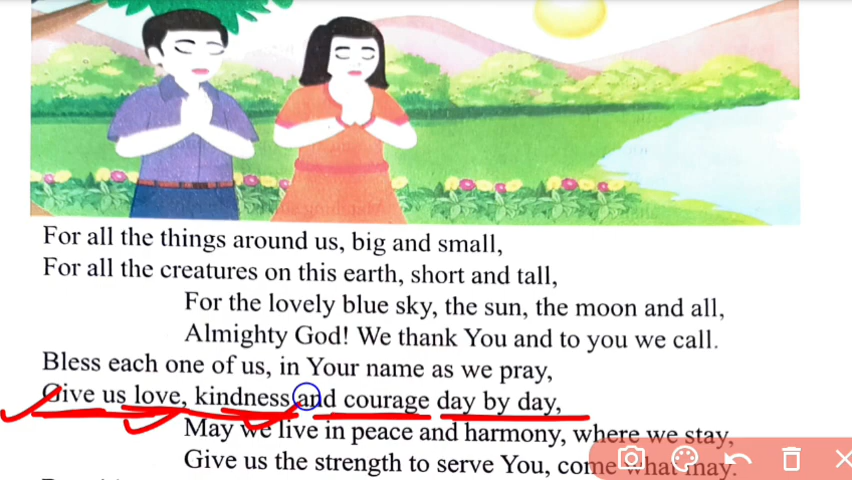 For all the things around us, big and small,
For all the creatures on this earth, short and tall,
For the lovely blue sky, the sun, the moon and all,
Almighty God! We thank You and to you we call.
Bless each one of us, in Your name as we pray,
Give us love, kindness and courage day by day,
May we live in peace and harmony, where we stay,
Give us the strength to serve You, come what may.